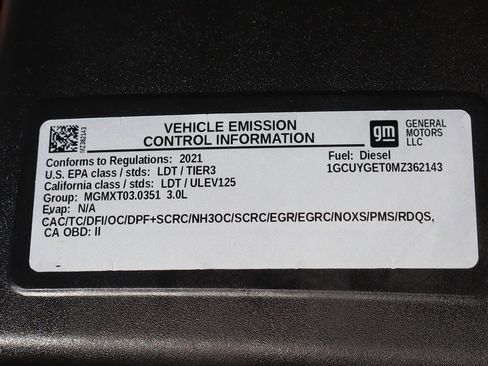 MZ362143
VEHICLE EMISSION
CONTROL INFORMATION
gm
GENERAL
MOTORS
LLC
Conforms to Regulations: 2021
Fuel: Diesel
U.S. EPA class / stds: LDT / TIER3
1GCUYGET0MZ362143
California class / stds: LDT / ULEV125
Group: MGMXT03.0351 3.0L
Evap: N/A
CAC/TC/DFI/OC/DPF+SCRC/NH3OC/SCRC/EGR/EGRC/NOXS/PMS/RDQS,
CA OBD: II